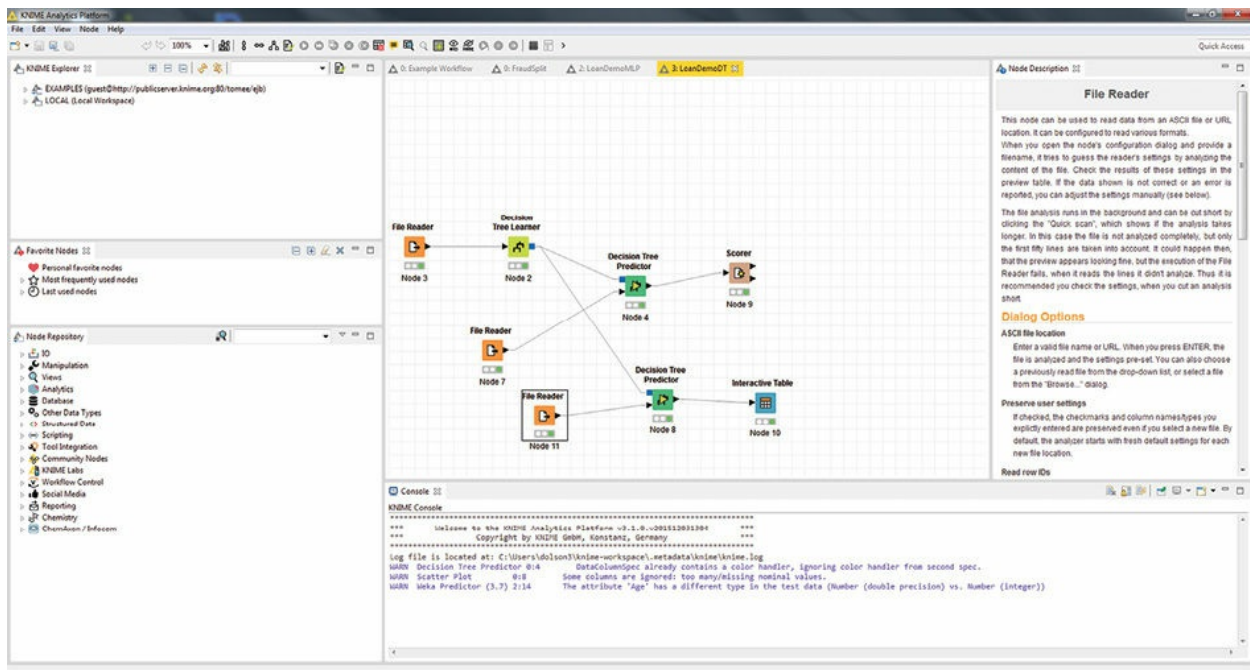 KNIME Analytics Platform
File Edit View Node Help
100%
Quick Access
KNIME Explorer
EXAMPLES (guest@http://publicserver.knime.org:80/tomee/ejb)
LOCAL (Local Workspace)
Favorite Nodes
Personal favorite nodes
Most frequently used nodes
Last used nodes
Node Repository
IO
Manipulation
Views
Analytics
Database
Other Data Types
Structured Data
Scripting
Tool Integration
Community Nodes
KNIME Labs
Workflow Control
Social Media
Reporting
Chemistry
ChemAxon / Infocom
0: Example Workflow
0: FraudSplit
2: LoanDemoMLP
3: LoanDemoDT
File Reader
Node 3
Decision
Tree Learner
Node 2
Decision Tree
Predictor
Node 4
Scorer
Node 9
File Reader
Node 7
File Reader
Node 11
Decision Tree
Predictor
Node 8
Interactive Table
Node 10
Console
KNIME Console
***********************************************************************
*** Welcome to the KNIME Analytics Platform v3.1.0.v201512031304 ***
*** Copyright by KNIME GmbH, Konstanz, Germany ***
***********************************************************************
Log file is located at: C:\Users\dolson3\knime-workspace\.metadata\knime\knime.log
WARN Decision Tree Predictor 0:4 DataColumnSpec already contains a color handler, ignoring color handler from second spec.
WARN Scatter Plot 0:8 Some columns are ignored: too many/missing nominal values.
WARN Weka Predictor (3.7) 2:14 The attribute 'Age' has a different type in the test data (Number (double precision) vs. Number (integer))
Node Description
File Reader
This node can be used to read data from an ASCII file or URL
location. It can be configured to read various formats.
When you open the node's configuration dialog and provide a
filename, it tries to guess the reader's settings by analyzing the
content of the file. Check the results of these settings in the
preview table. If the data shown is not correct or an error is
reported, you can adjust the settings manually (see below).
The file analysis runs in the background and can be cut short by
clicking the "Quick scan", which shows if the analysis takes
longer. In this case the file is not analyzed completely, but only
the first fifty lines are taken into account. It could happen then,
that the preview appears looking fine, but the execution of the File
Reader fails, when it reads the lines it didn't analyze. Thus it is
recommended you check the settings, when you cut an analysis
short.
Dialog Options
ASCII file location
Enter a valid file name or URL. When you press ENTER, the
file is analyzed and the settings pre-set. You can also choose
a previously read file from the drop-down list, or select a file
from the "Browse..." dialog.
Preserve user settings
If checked, the checkmarks and column names/types you
explicitly entered are preserved even if you select a new file. By
default, the analyzer starts with fresh default settings for each
new file location.
Read row IDs